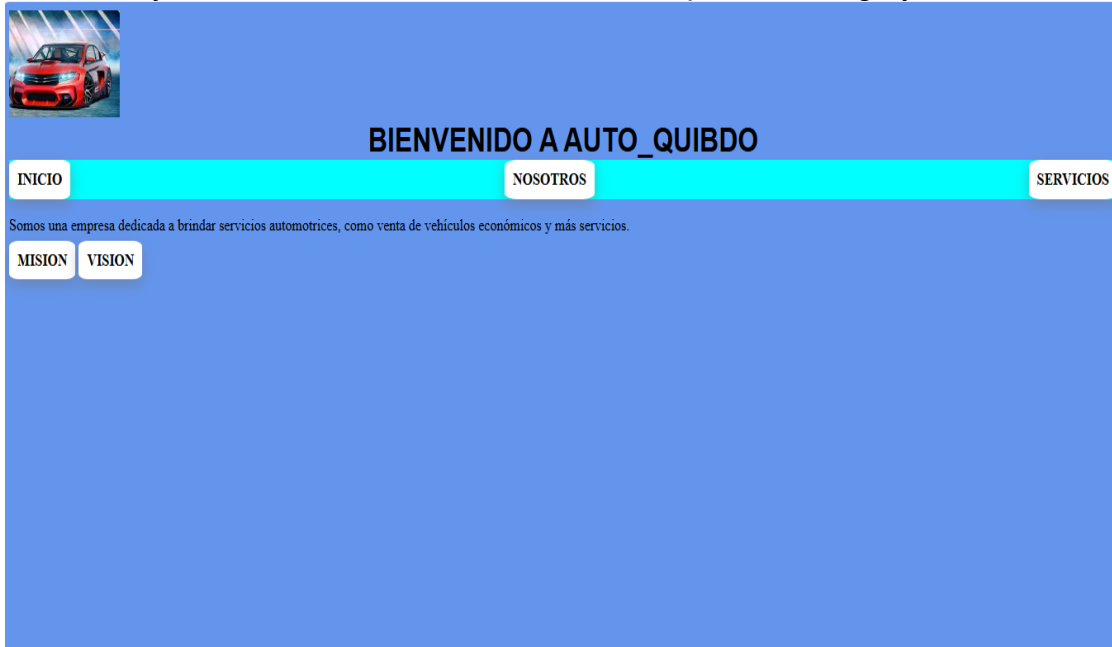 BIENVENIDO A AUTO_QUIBDO
INICIO NOSOTROS SERVICIOS
Somos una empresa dedicada a brindar servicios automotrices, como venta de vehículos económicos y más servicios.
MISION VISION